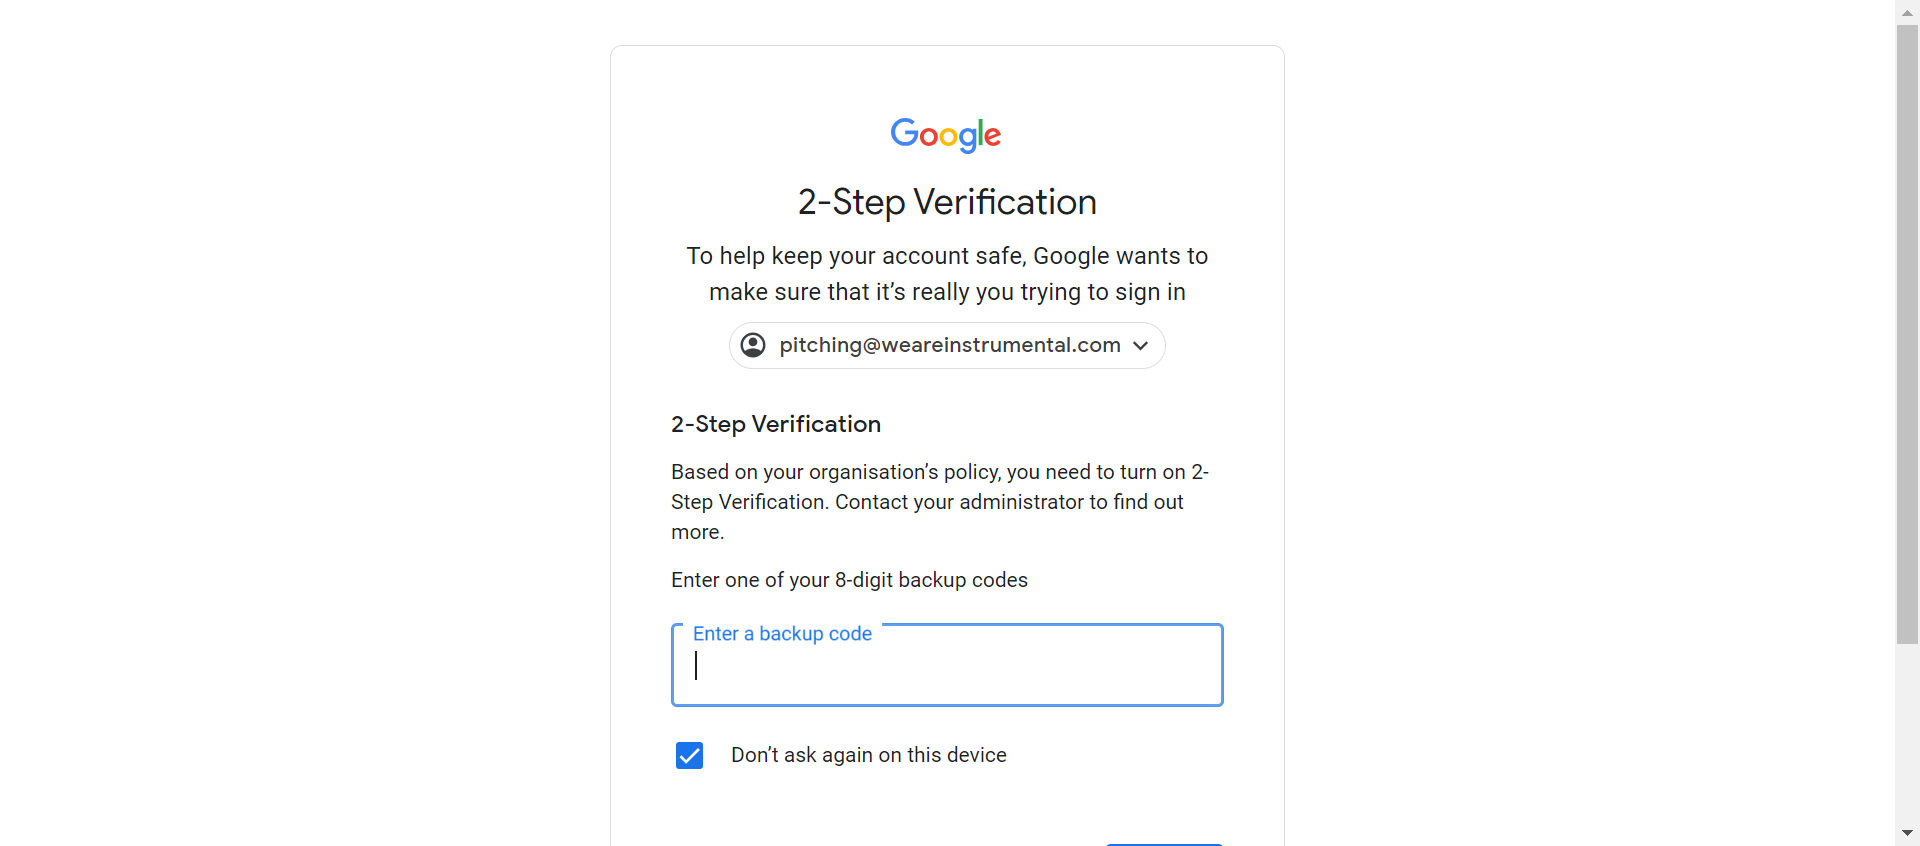 Google
2-Step Verification
To help keep your account safe, Google wants to
make sure that it’s really you trying to sign in
pitching@weareinstrumental.com
2-Step Verification
Based on your organisation’s policy, you need to turn on 2-
Step Verification. Contact your administrator to find out
more.
Enter one of your 8-digit backup codes
Enter a backup code
Don’t ask again on this device